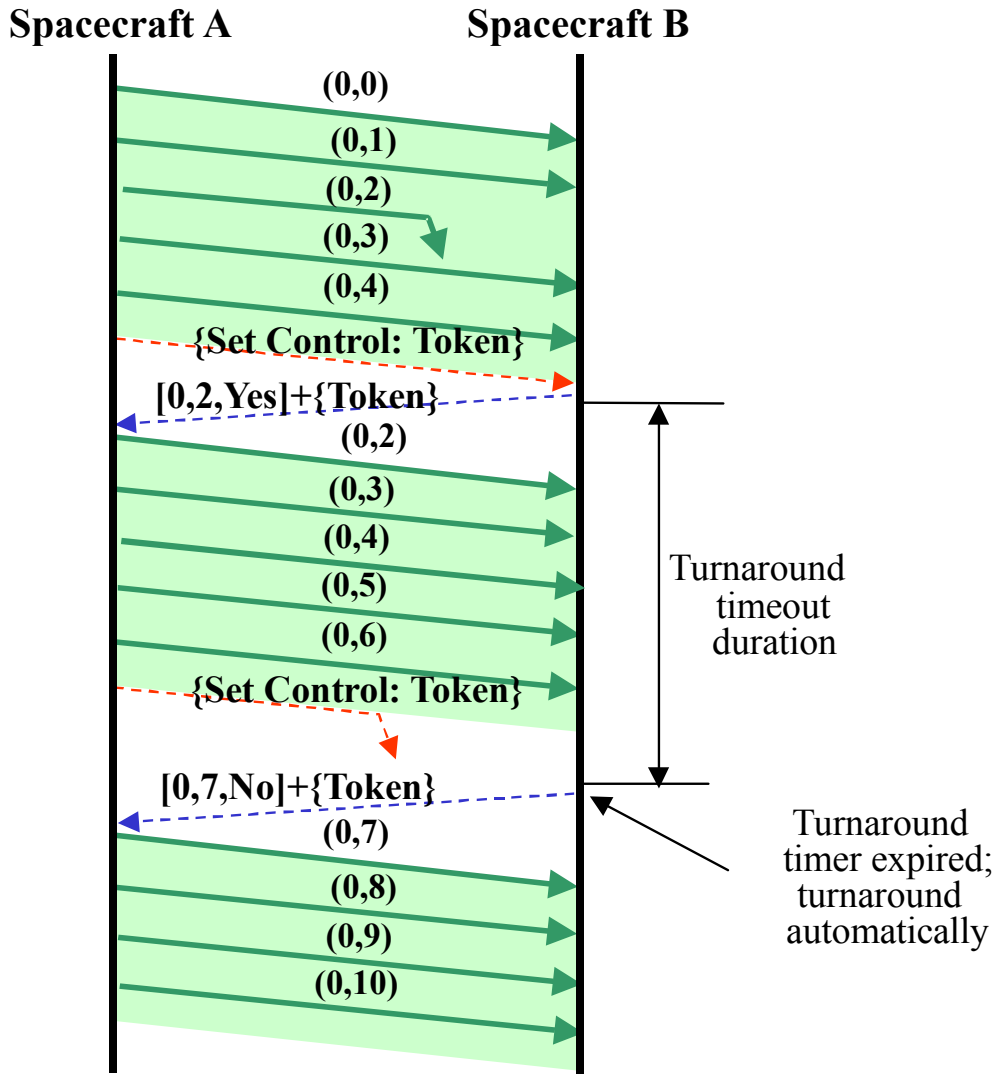 Spacecraft A
Spacecraft B
(0,0)
(0,1)
(0,2)
(0,3)
(0,4)
{Set Control: Token}
[0,2,Yes]+{Token}
(0,2)
(0,3)
(0,4)
(0,5)
(0,6)
{Set Control: Token}
Turnaround
timeout
duration
[0,7,No]+{Token}
(0,7)
(0,8)
(0,9)
(0,10)
Turnaround
timer expired;
turnaround
automatically